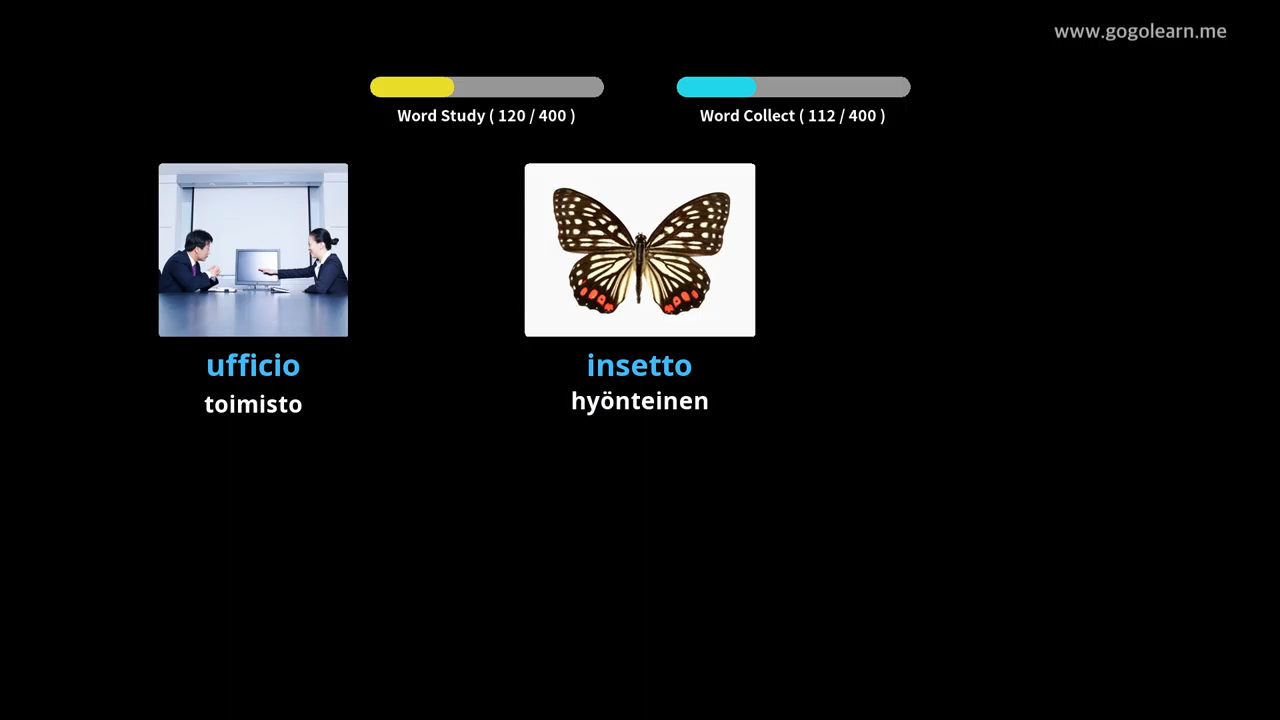 www.gogolearn.me
Word Study ( 120 / 400 )
Word Collect ( 112 / 400 )
ufficio
toimisto
insetto
hyönteinen